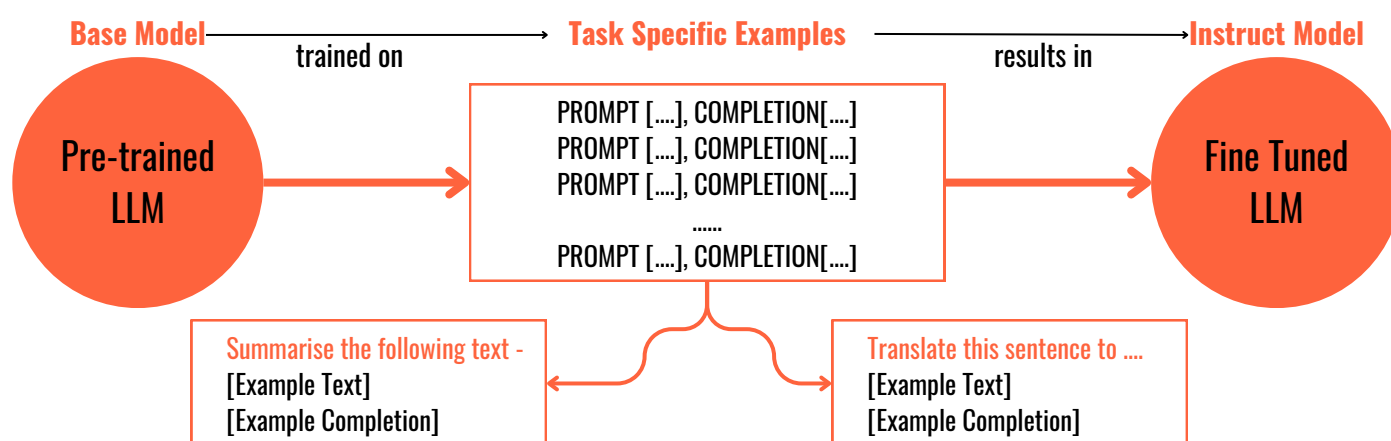 Base Model
trained on
Task Specific Examples
results in
Instruct Model
Pre-trained
LLM
PROMPT [....], COMPLETION[....]
PROMPT [....], COMPLETION[....]
PROMPT [....], COMPLETION[....]
......
PROMPT [....], COMPLETION[....]
Fine Tuned
LLM
Summarise the following text -
[Example Text]
[Example Completion]
Translate this sentence to ....
[Example Text]
[Example Completion]